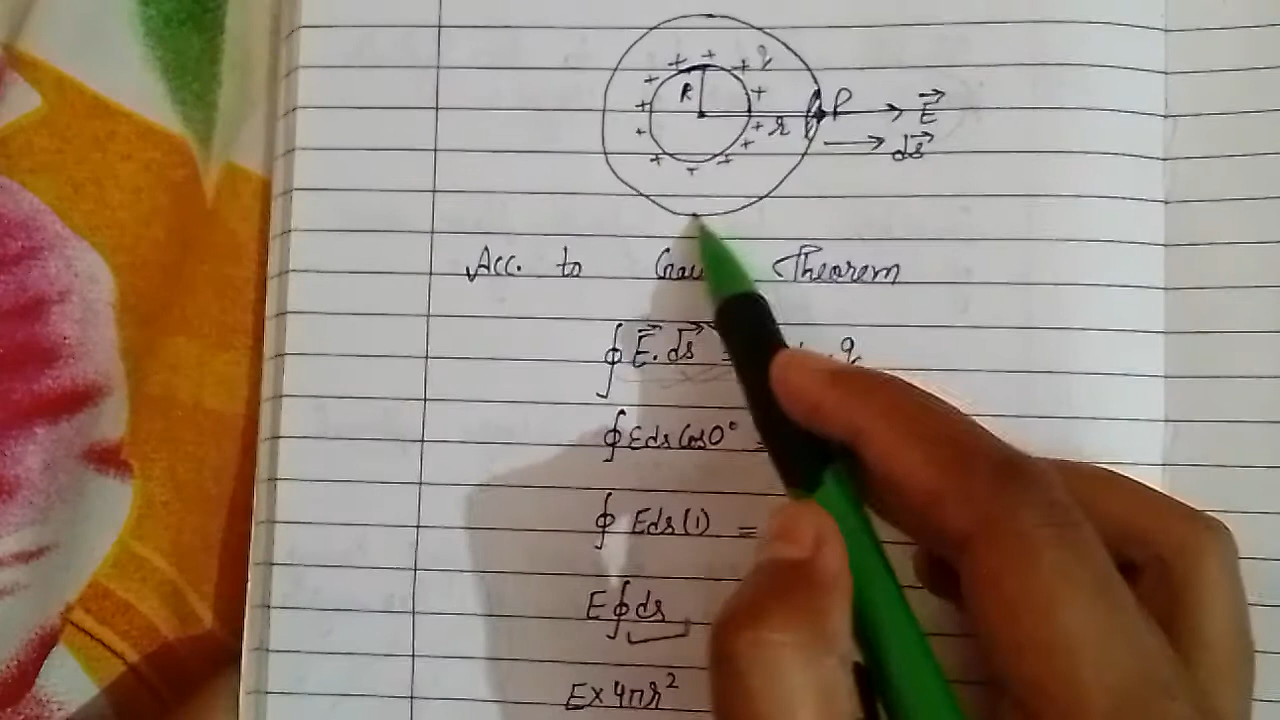 + + + + q
+ R + P → E⃗
+ + r → ds⃗
+ + + +
Acc. to Theorem
∮ E⃗.ds⃗ = q
∮ Eds Cos0° =
∮ Eds(1) =
E∮ds
E×4πr²